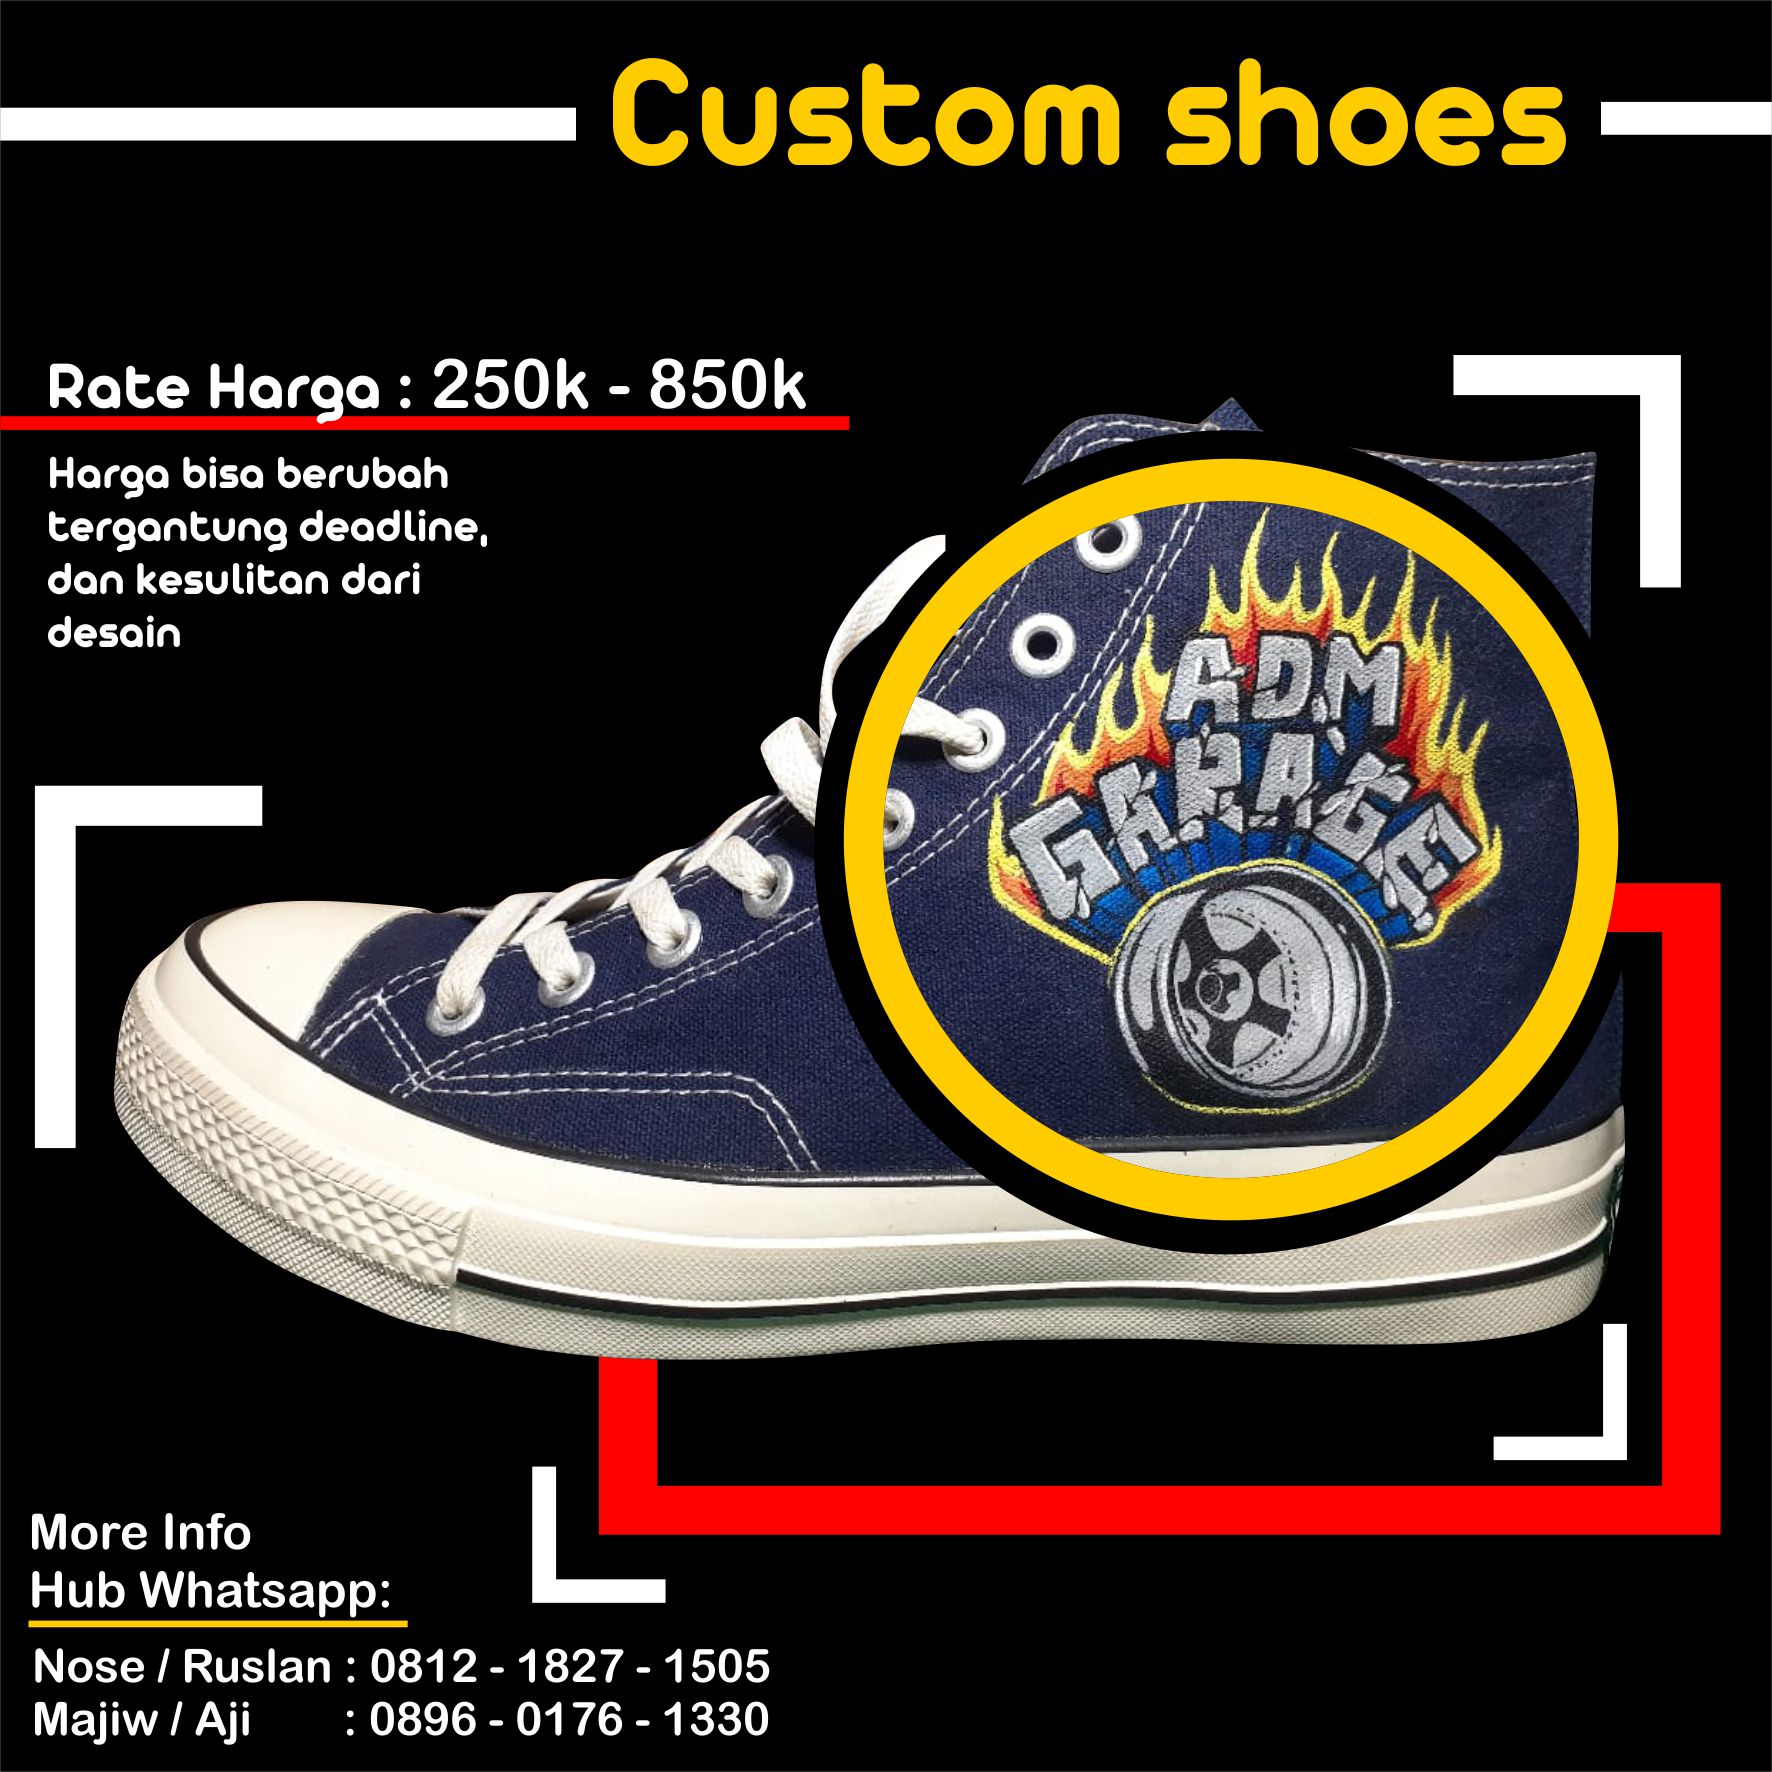 Custom shoes
Rate Harga : 250k - 850k
Harga bisa berubah
tergantung deadline,
dan kesulitan dari
desain
ADM
GARAGE
More Info
Hub Whatsapp:
Nose / Ruslan : 0812 - 1827 - 1505
Majiw / Aji : 0896 - 0176 - 1330